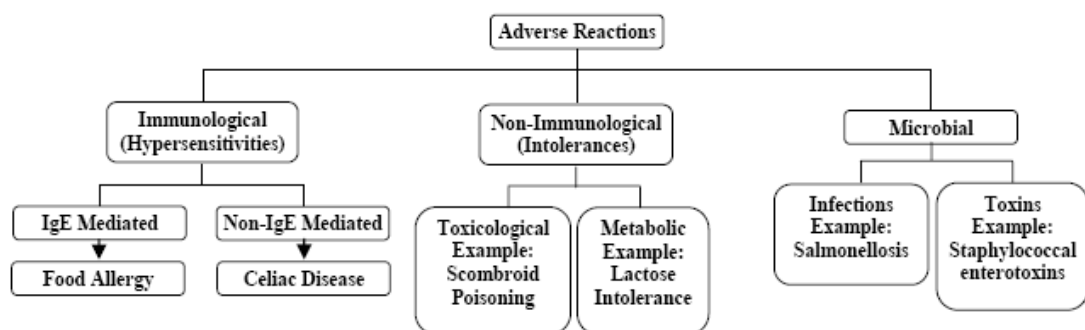 Adverse Reactions
Immunological
(Hypersensitivities)
Non-Immunological
(Intolerances)
Microbial
IgE Mediated
Non-IgE Mediated
Food Allergy
Celiac Disease
Toxicological
Example:
Scombroid
Poisoning
Metabolic
Example:
Lactose
Intolerance
Infections
Example:
Salmonellosis
Toxins
Example:
Staphylococcal
enterotoxins